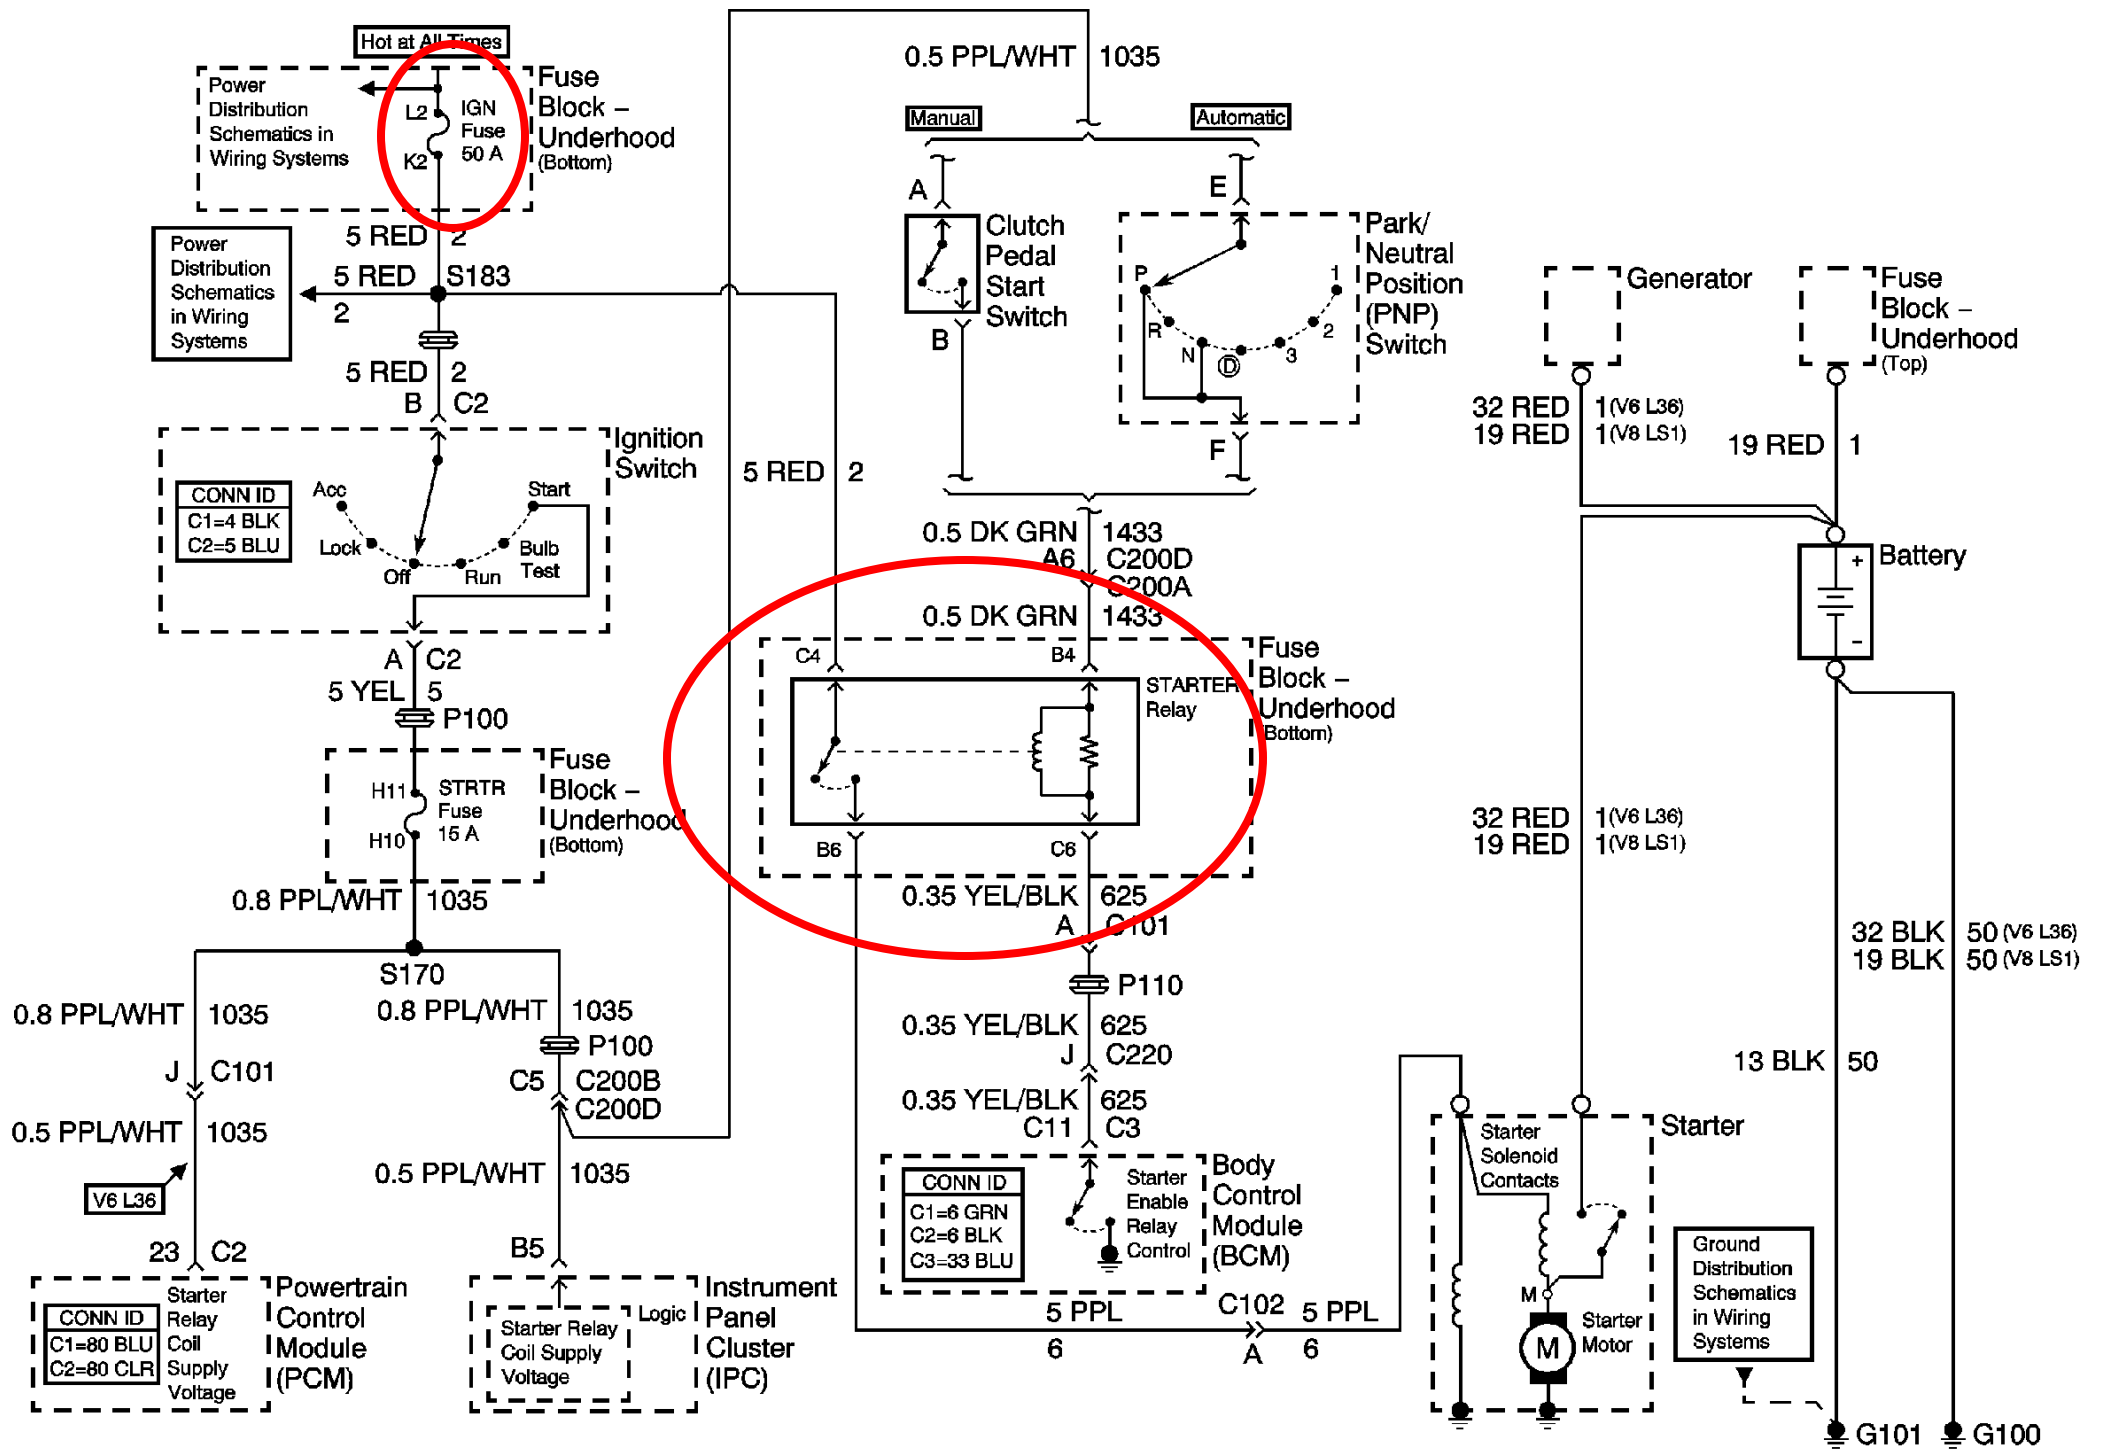 Hot at All Times
Power
Distribution
Schematics in
Wiring Systems
L2
K2
IGN
Fuse
50 A
Fuse
Block –
Underhood
(Bottom)
5 RED 2
Power
Distribution
Schematics
in Wiring
Systems
5 RED S183
2
5 RED 2
B C2
Ignition
Switch
CONN ID
C1=4 BLK
C2=5 BLU
Acc
Lock
Off
Run
Bulb
Test
Start
A C2
5 YEL 5
P100
H11
H10
STRTR
Fuse
15 A
Fuse
Block –
Underhood
(Bottom)
0.8 PPL/WHT 1035
S170
0.8 PPL/WHT 1035
0.8 PPL/WHT 1035
J C101
P100
C5 C200B
C200D
0.5 PPL/WHT 1035
V6 L36
0.5 PPL/WHT 1035
23 C2
B5
CONN ID
C1=80 BLU
C2=80 CLR
Starter
Relay
Coil
Supply
Voltage
Powertrain
Control
Module
(PCM)
Starter Relay
Coil Supply
Voltage
Logic
Instrument
Panel
Cluster
(IPC)
0.5 PPL/WHT 1035
Manual
Automatic
A
Clutch
Pedal
Start
Switch
B
E
P
R
N
D
3
2
1
Park/
Neutral
Position
(PNP)
Switch
F
5 RED 2
0.5 DK GRN 1433
A6 C200D
C200A
0.5 DK GRN 1433
C4
B4
STARTER
Relay
B6
C6
Fuse
Block –
Underhood
(Bottom)
0.35 YEL/BLK 625
A C101
P110
0.35 YEL/BLK 625
J C220
0.35 YEL/BLK 625
C11 C3
CONN ID
C1=6 GRN
C2=6 BLK
C3=33 BLU
Starter
Enable
Relay
Control
Body
Control
Module
(BCM)
5 PPL
6
C102
A
5 PPL
6
Generator
Fuse
Block –
Underhood
(Top)
32 RED 1 (V6 L36)
19 RED 1 (V8 LS1)
19 RED 1
+
–
Battery
32 RED 1 (V6 L36)
19 RED 1 (V8 LS1)
32 BLK 50 (V6 L36)
19 BLK 50 (V8 LS1)
13 BLK 50
Starter
Starter
Solenoid
Contacts
M
M
Starter
Motor
Ground
Distribution
Schematics
in Wiring
Systems
G101
G100